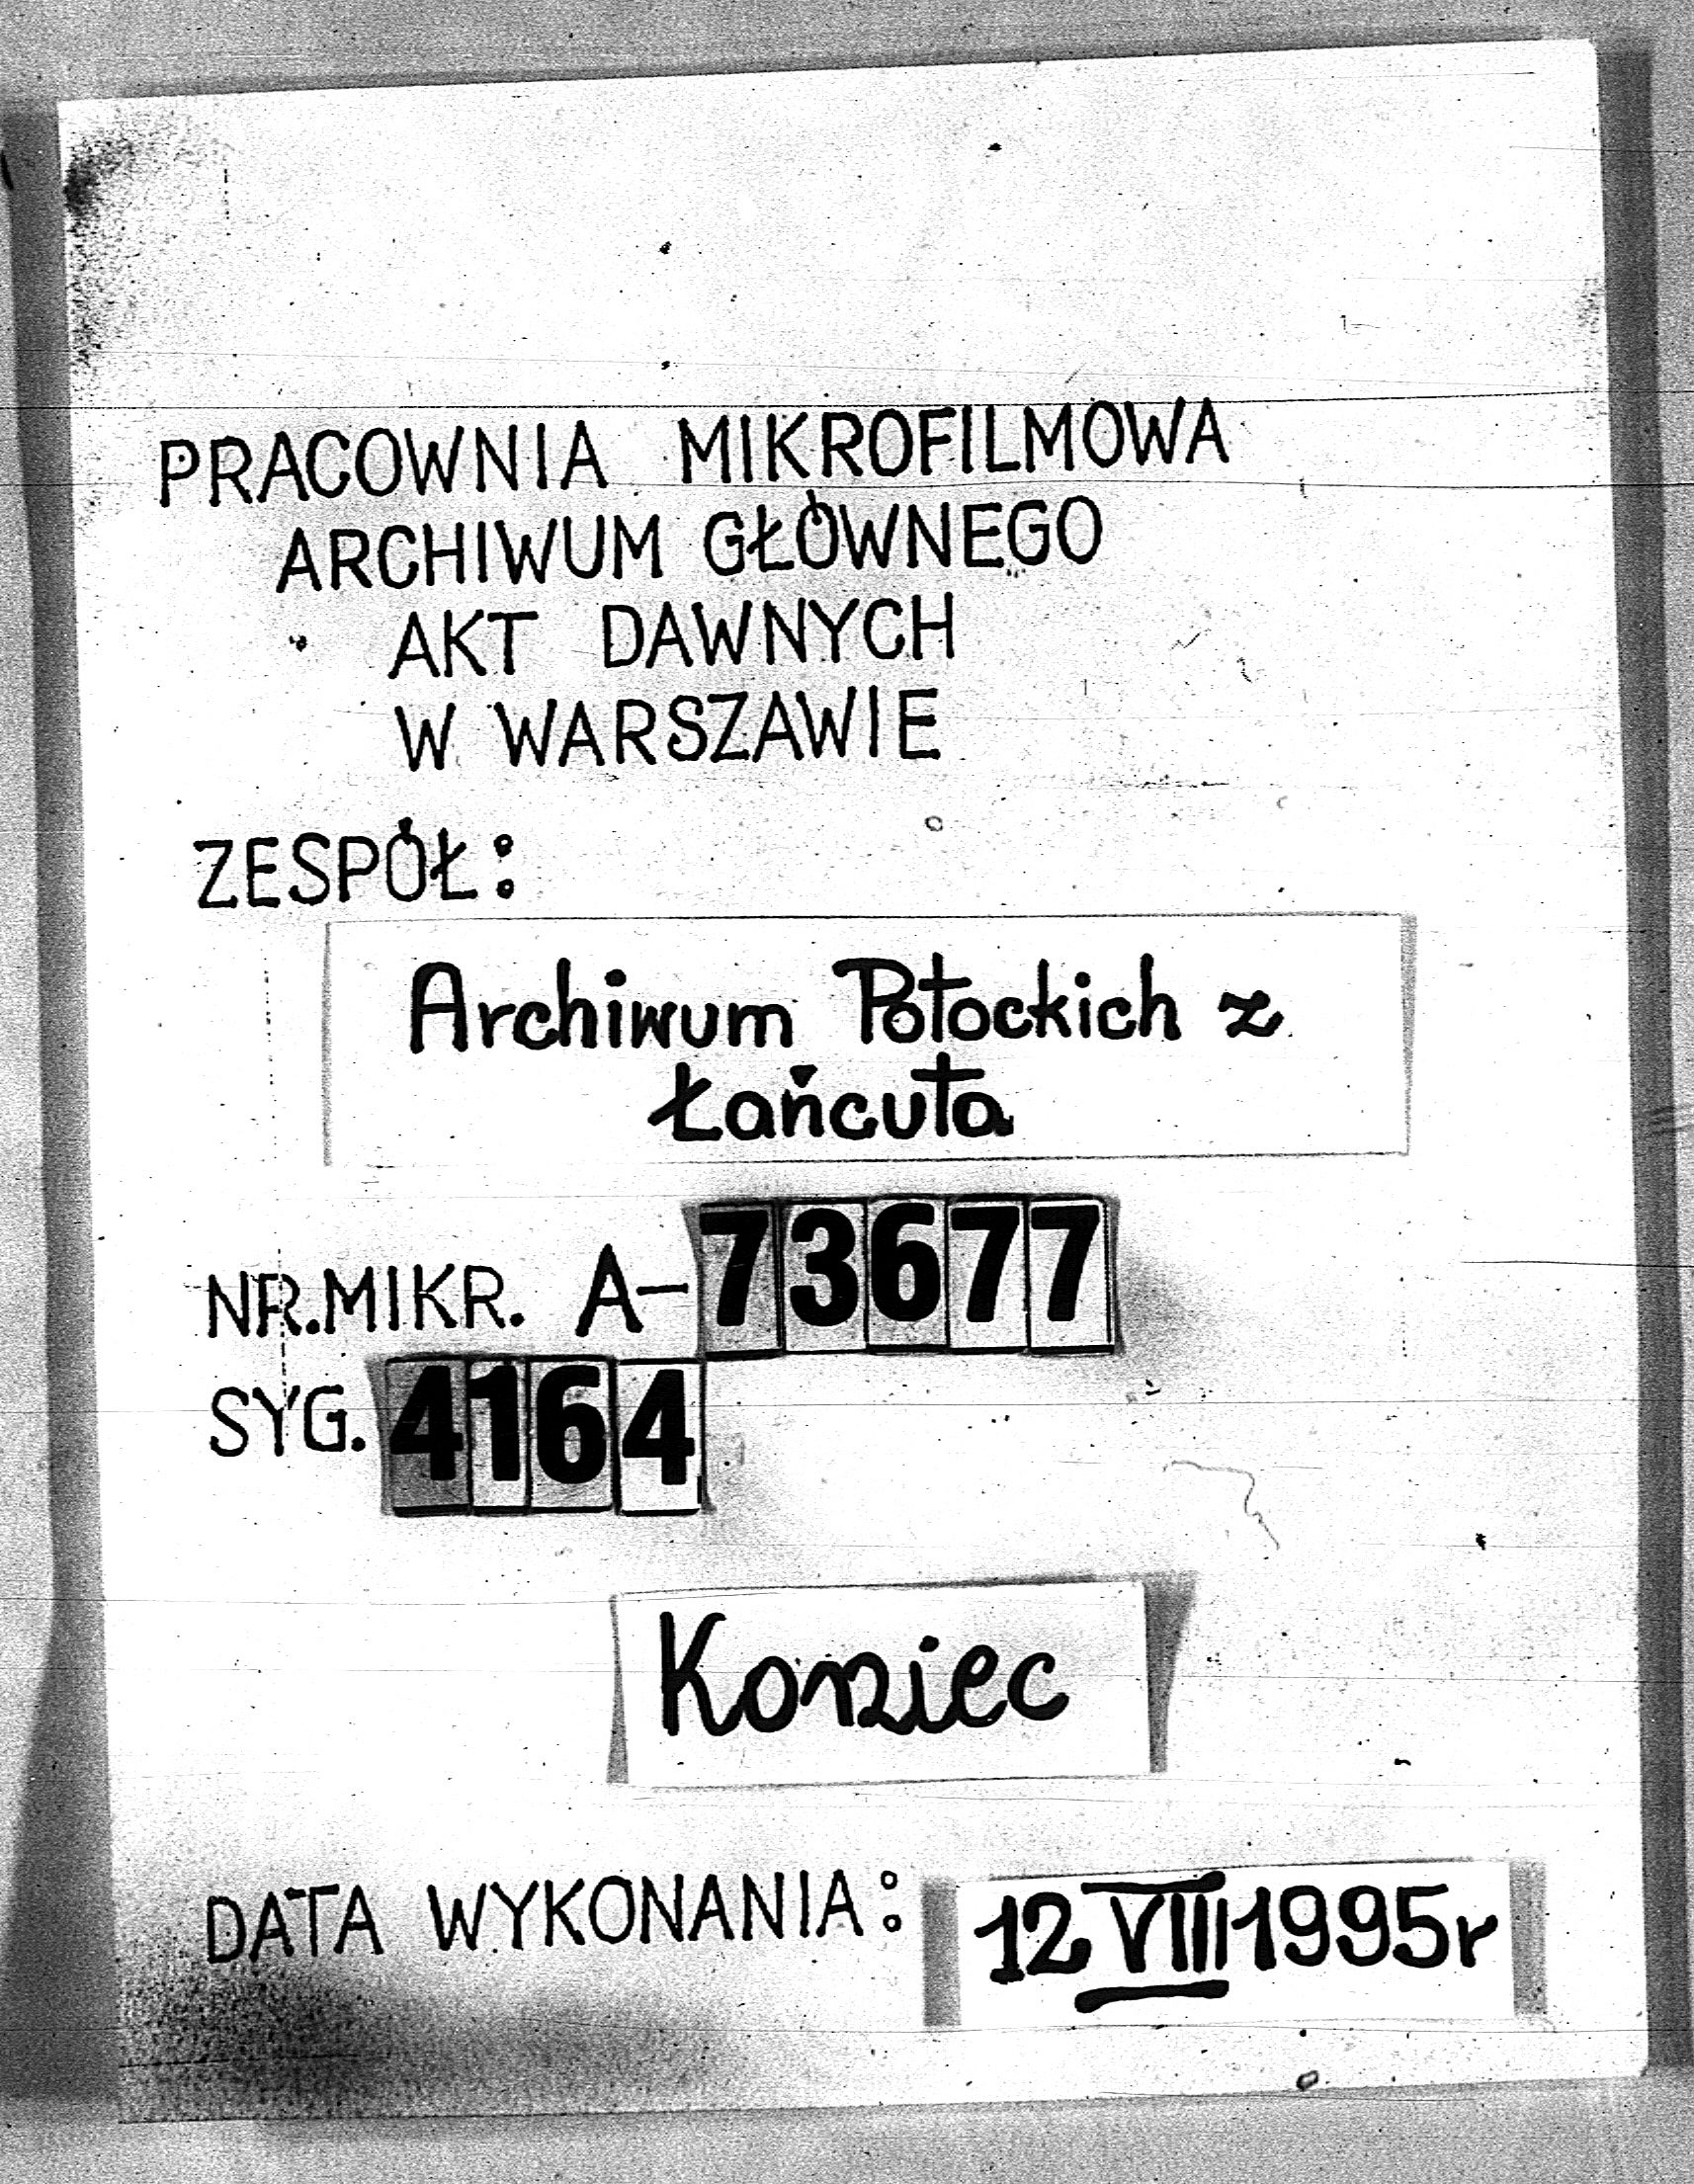 PRACOWNIA MIKROFILMOWA
ARCHIWUM GŁÓWNEGO
AKT DAWNYCH
W WARSZAWIE
ZESPÓŁ:
Archiwum Potockich z
Łańcuta
NR.MIKR. A-73677
SYG. 4164
Koniec
DATA WYKONANIA: 12 VIII 1995r